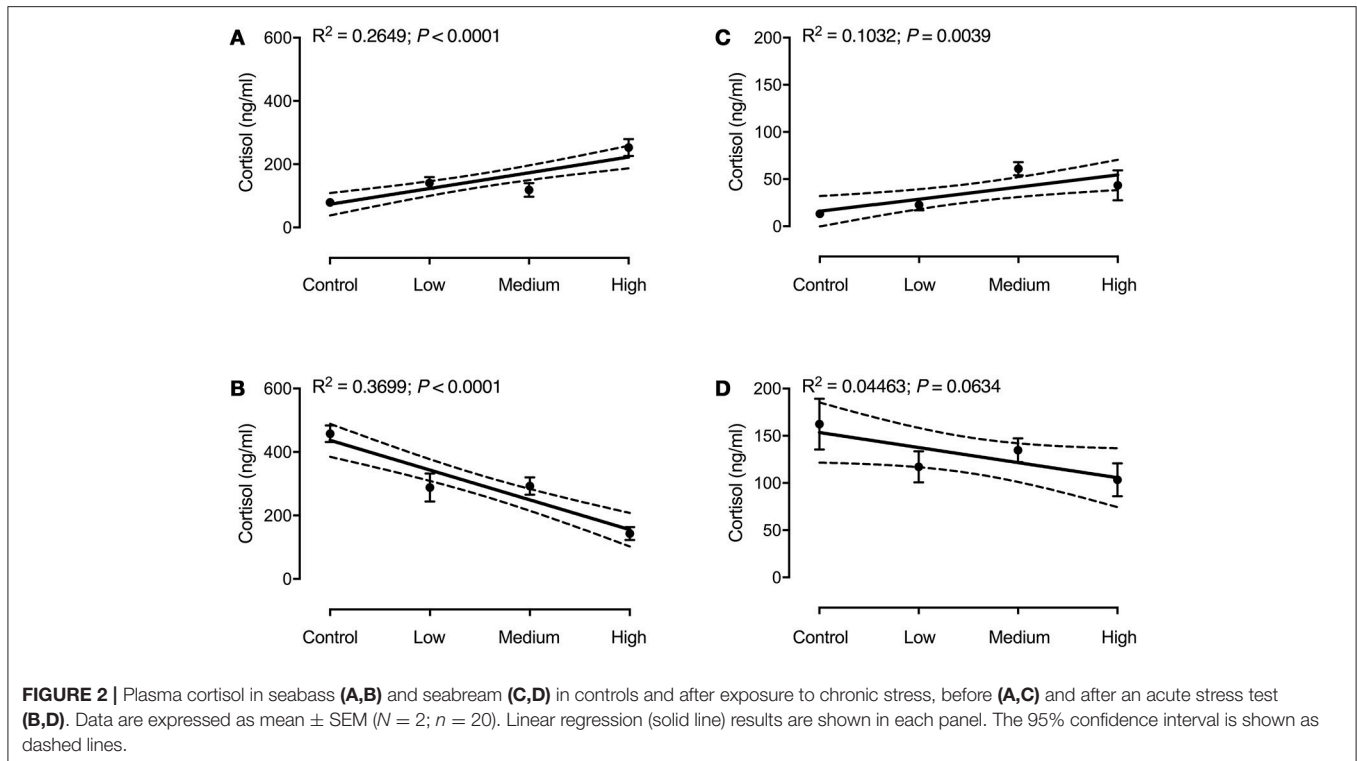 A
R² = 0.2649; P < 0.0001
Cortisol (ng/ml)
600
400
200
0
Control Low Medium High
C
R² = 0.1032; P = 0.0039
Cortisol (ng/ml)
200
150
100
50
0
Control Low Medium High
B
R² = 0.3699; P < 0.0001
Cortisol (ng/ml)
600
400
200
0
Control Low Medium High
D
R² = 0.04463; P = 0.0634
Cortisol (ng/ml)
200
150
100
50
0
Control Low Medium High
FIGURE 2 | Plasma cortisol in seabass (A,B) and seabream (C,D) in controls and after exposure to chronic stress, before (A,C) and after an acute stress test
(B,D). Data are expressed as mean ± SEM (N = 2; n = 20). Linear regression (solid line) results are shown in each panel. The 95% confidence interval is shown as
dashed lines.